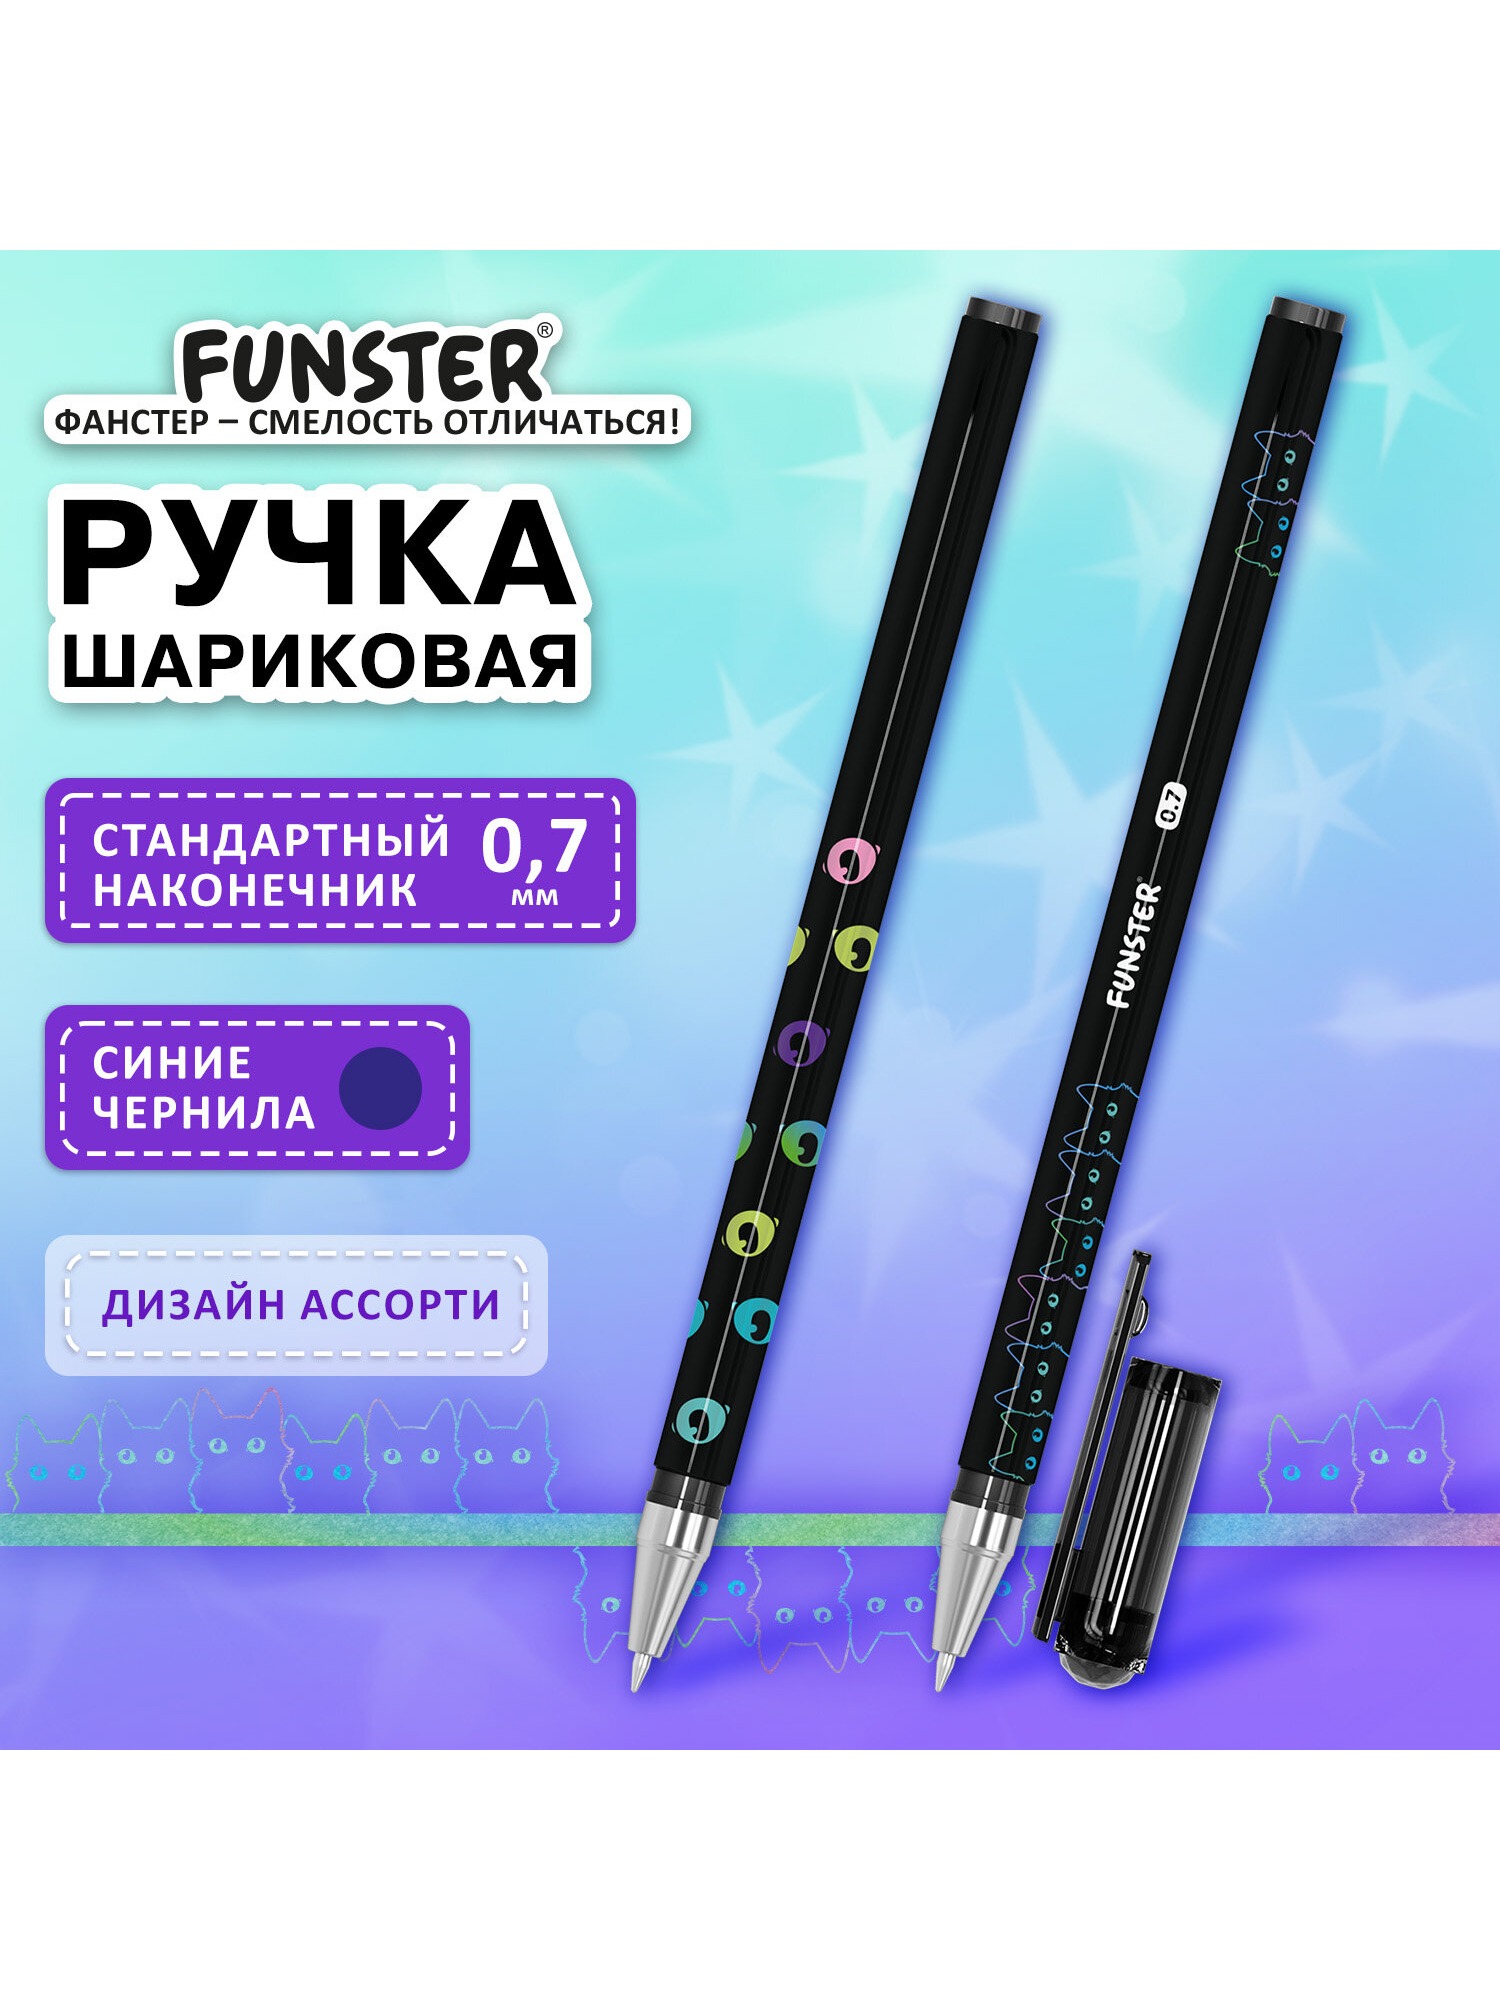 FUNSTER®
ФАНСТЕР – СМЕЛОСТЬ ОТЛИЧАТЬСЯ!
РУЧКА
ШАРИКОВАЯ
СТАНДАРТНЫЙ 0,7
НАКОНЕЧНИК мм
СИНИЕ
ЧЕРНИЛА
ДИЗАЙН АССОРТИ
FUNSTER® 0.7